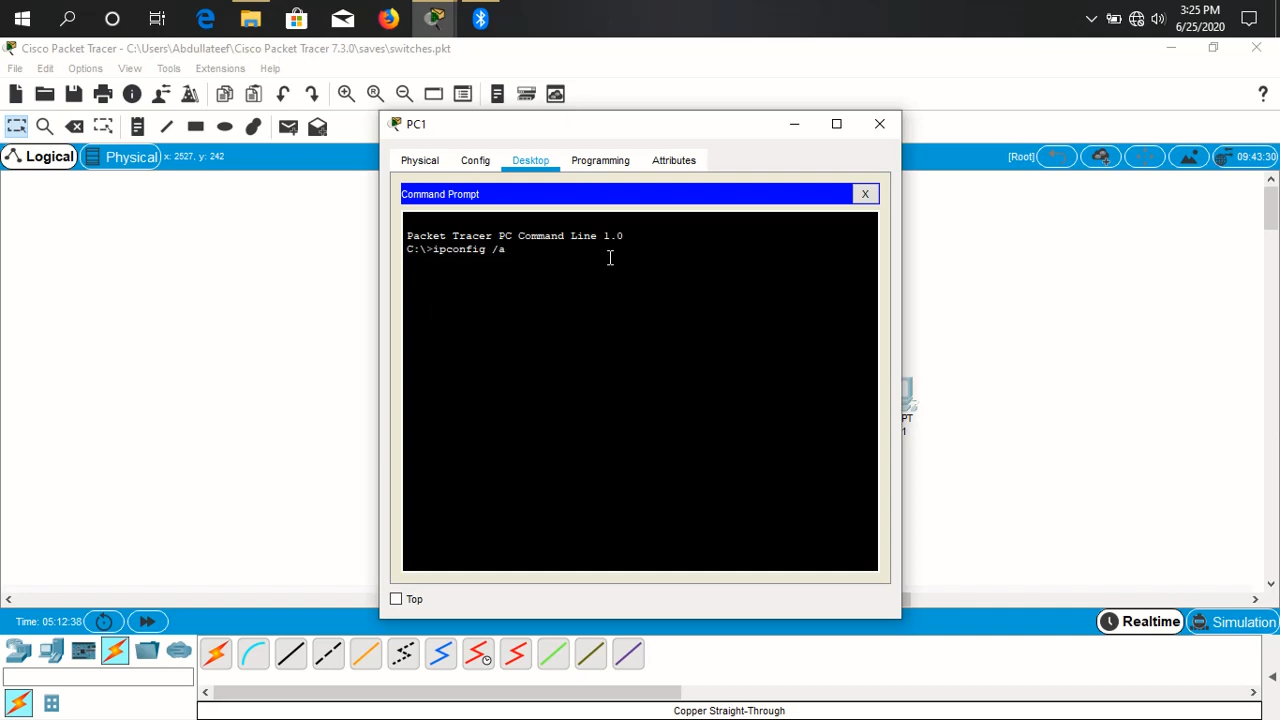 3:25 PM
6/25/2020
Cisco Packet Tracer - C:\Users\Abdullateef\Cisco Packet Tracer 7.3.0\saves\switches.pkt
File Edit Options View Tools Extensions Help
?
PC1
Logical Physical x: 2527, y: 242
[Root] 09:43:30
Physical Config Desktop Programming Attributes
Command Prompt X
Packet Tracer PC Command Line 1.0
C:\>ipconfig /a
PT
1
Top
Time: 05:12:38
Realtime Simulation
Copper Straight-Through